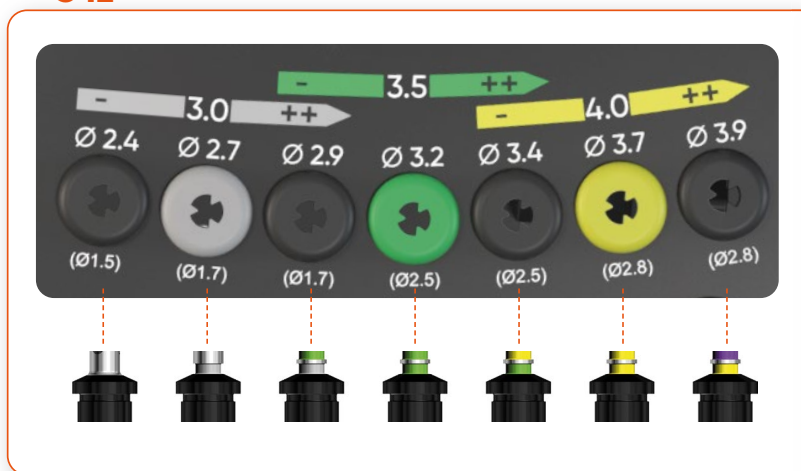 - 3.5 ++
- 3.0 ++
- 4.0 ++
Ø 2.4 Ø 2.7 Ø 2.9 Ø 3.2 Ø 3.4 Ø 3.7 Ø 3.9
(Ø1.5) (Ø1.7) (Ø1.7) (Ø2.5) (Ø2.5) (Ø2.8) (Ø2.8)